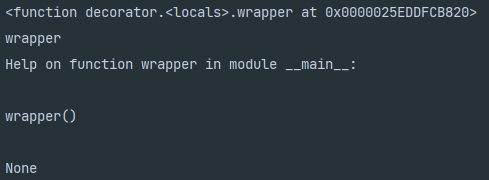 <function decorator.<locals>.wrapper at 0x0000025EDDFCB820>
wrapper
Help on function wrapper in module __main__:
wrapper()
None